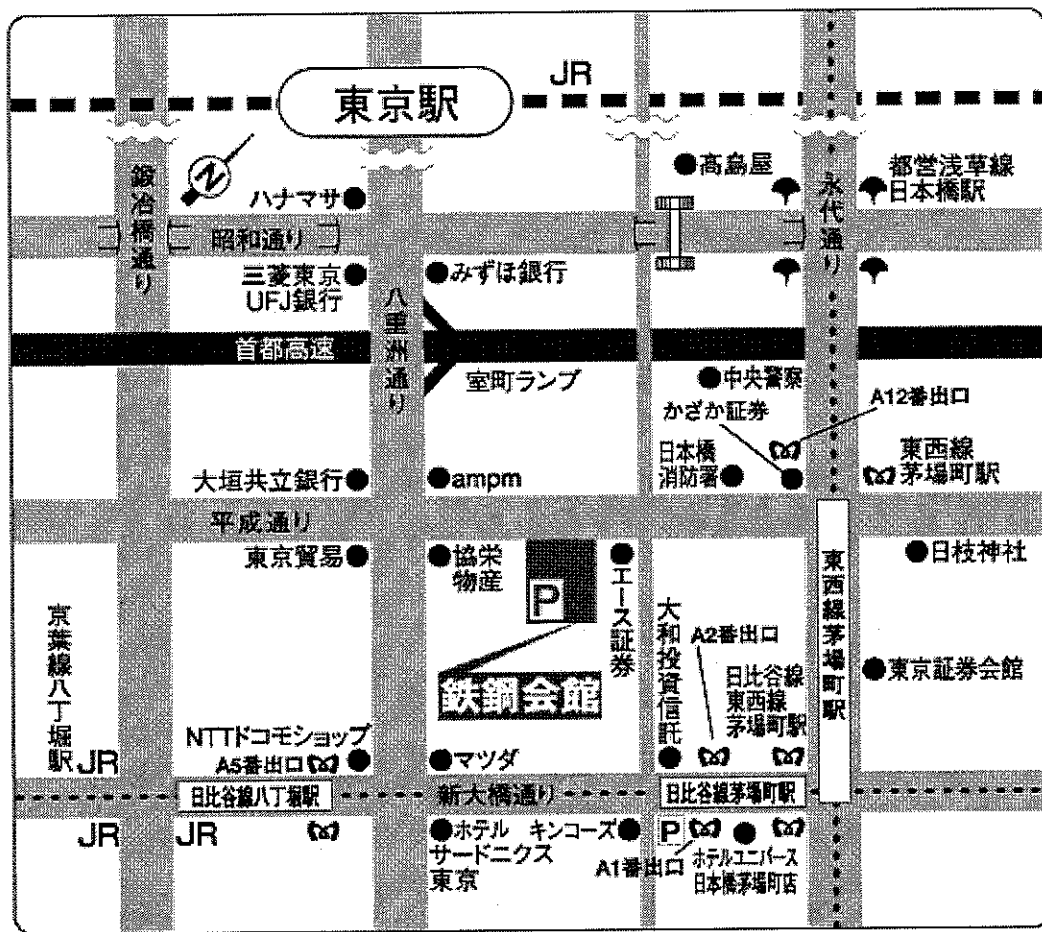 JR
東京駅
N
高島屋
都営浅草線
日本橋駅
鍛冶橋通り
ハナマサ
永代通り
昭和通り
三菱東京
UFJ銀行
みずほ銀行
八重洲通り
首都高速
室町ランプ
中央警察
かざか証券
A12番出口
日本橋
消防署
東西線
茅場町駅
大垣共立銀行
ampm
平成通り
東京貿易
協栄
物産
P
エース証券
東西線茅場町駅
日枝神社
京葉線八丁堀駅
大和投資信託
A2番出口
日比谷線
東西線
茅場町駅
東京証券会館
鉄鋼会館
NTTドコモショップ
A5番出口
マツダ
JR
日比谷線八丁堀駅
新大橋通り
日比谷線茅場町駅
JR
JR
ホテル
サードニクス
東京
キンコーズ
P
A1番出口
ホテルユニバース
日本橋茅場町店